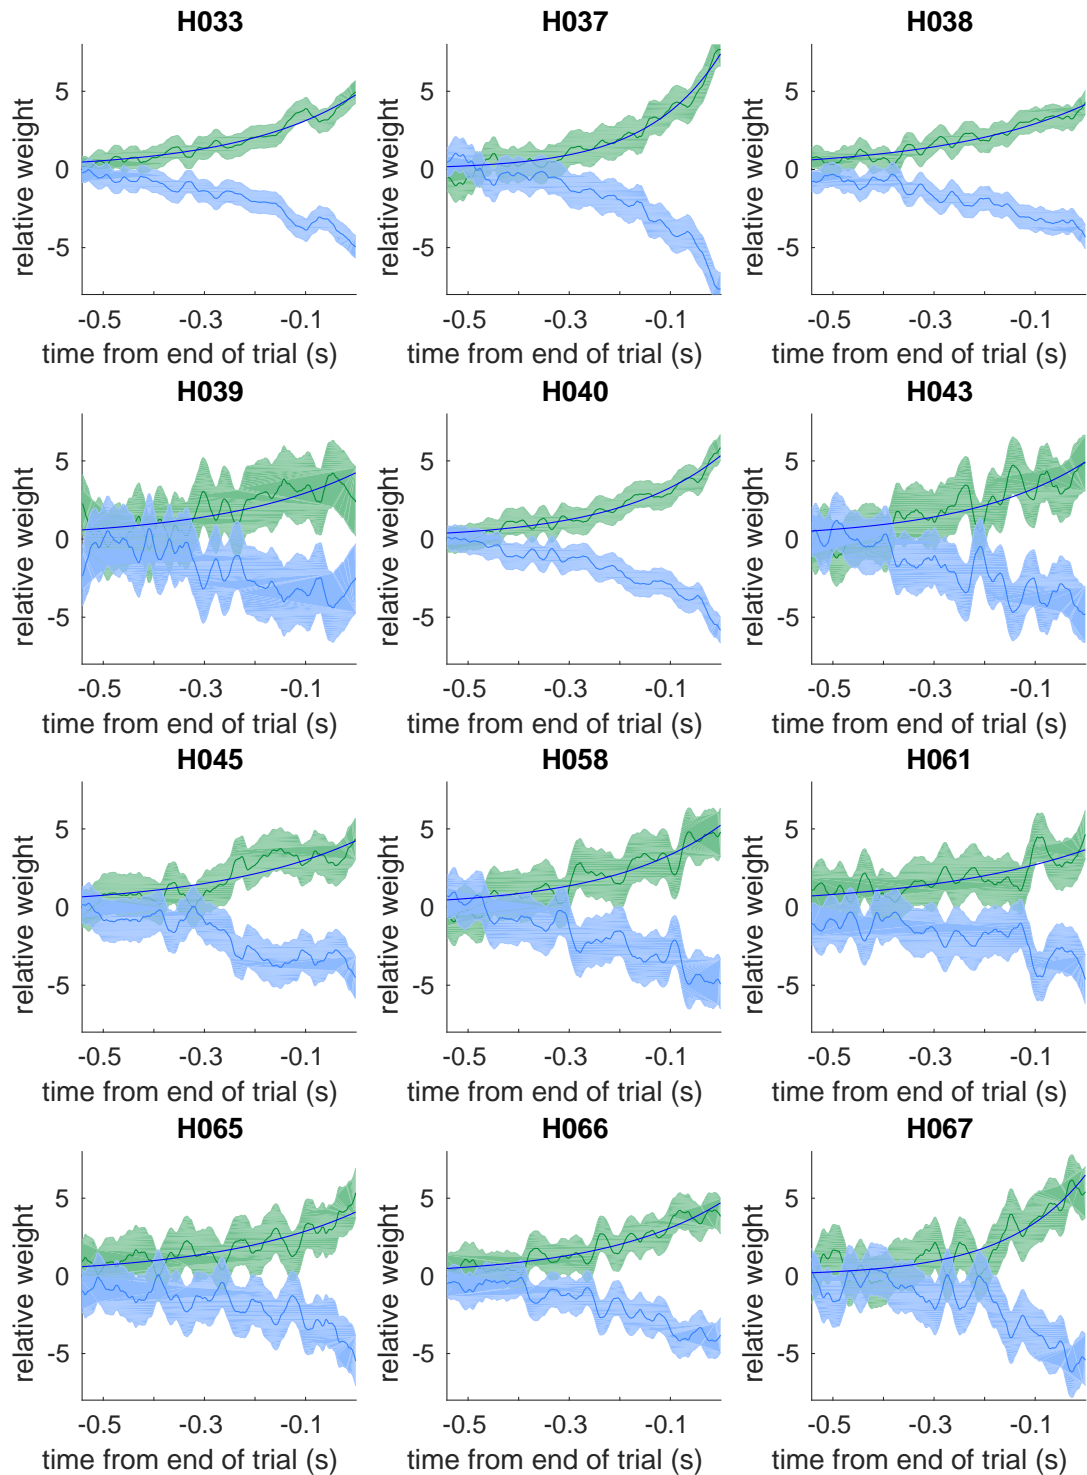 H033 H037 H038
5 5 5
relative weight relative weight relative weight
0 0 0
-5 -5 -5
-0.5 -0.3 -0.1 -0.5 -0.3 -0.1 -0.5 -0.3 -0.1
time from end of trial (s) time from end of trial (s) time from end of trial (s)
H039 H040 H043
5 5 5
relative weight relative weight relative weight
0 0 0
-5 -5 -5
-0.5 -0.3 -0.1 -0.5 -0.3 -0.1 -0.5 -0.3 -0.1
time from end of trial (s) time from end of trial (s) time from end of trial (s)
H045 H058 H061
5 5 5
relative weight relative weight relative weight
0 0 0
-5 -5 -5
-0.5 -0.3 -0.1 -0.5 -0.3 -0.1 -0.5 -0.3 -0.1
time from end of trial (s) time from end of trial (s) time from end of trial (s)
H065 H066 H067
5 5 5
relative weight relative weight relative weight
0 0 0
-5 -5 -5
-0.5 -0.3 -0.1 -0.5 -0.3 -0.1 -0.5 -0.3 -0.1
time from end of trial (s) time from end of trial (s) time from end of trial (s)